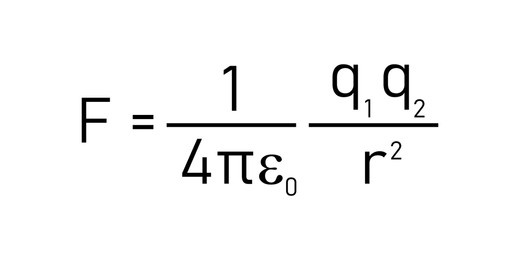 F = 1/4πε₀ q₁q₂/r²